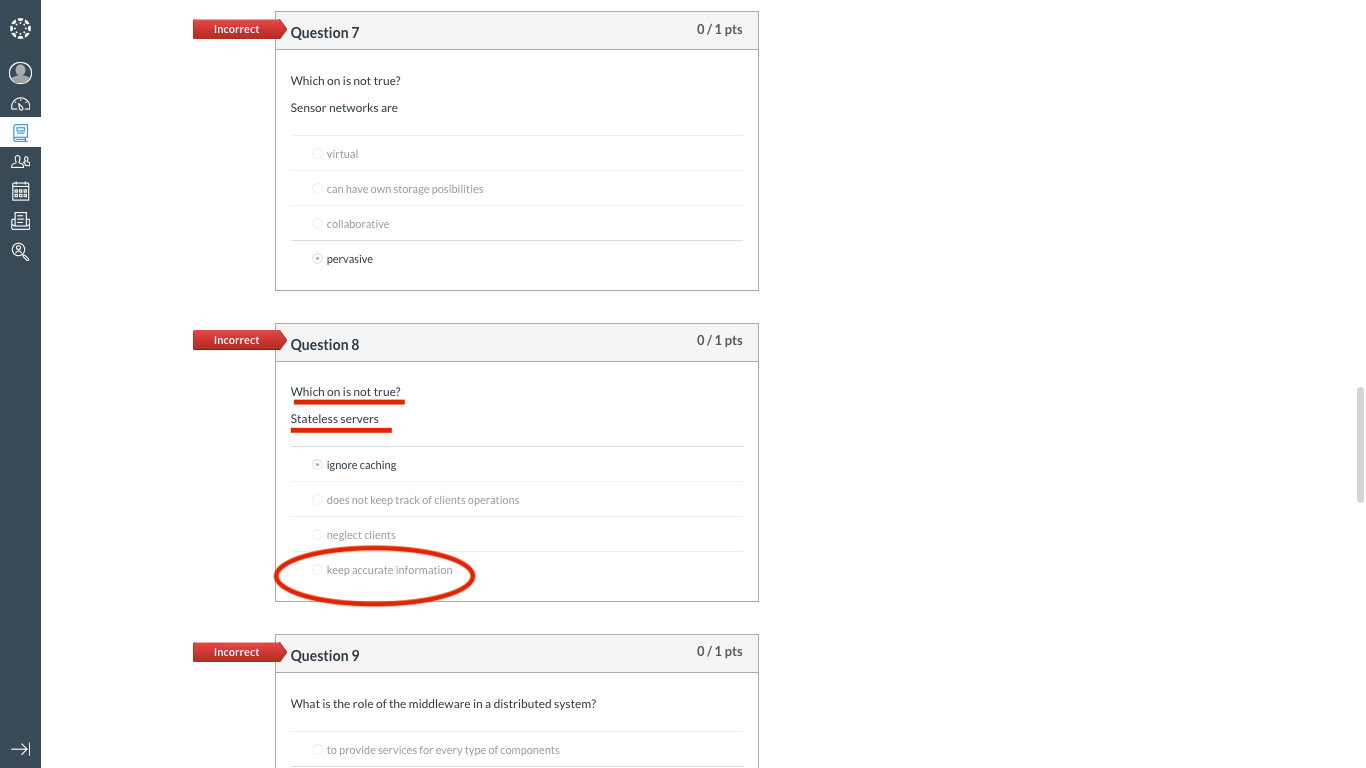 Incorrect
Question 7
0 / 1 pts
Which on is not true?
Sensor networks are
virtual
can have own storage posibilities
collaborative
pervasive
Incorrect
Question 8
0 / 1 pts
Which on is not true?
Stateless servers
ignore caching
does not keep track of clients operations
neglect clients
keep accurate information
Incorrect
Question 9
0 / 1 pts
What is the role of the middleware in a distributed system?
to provide services for every type of components